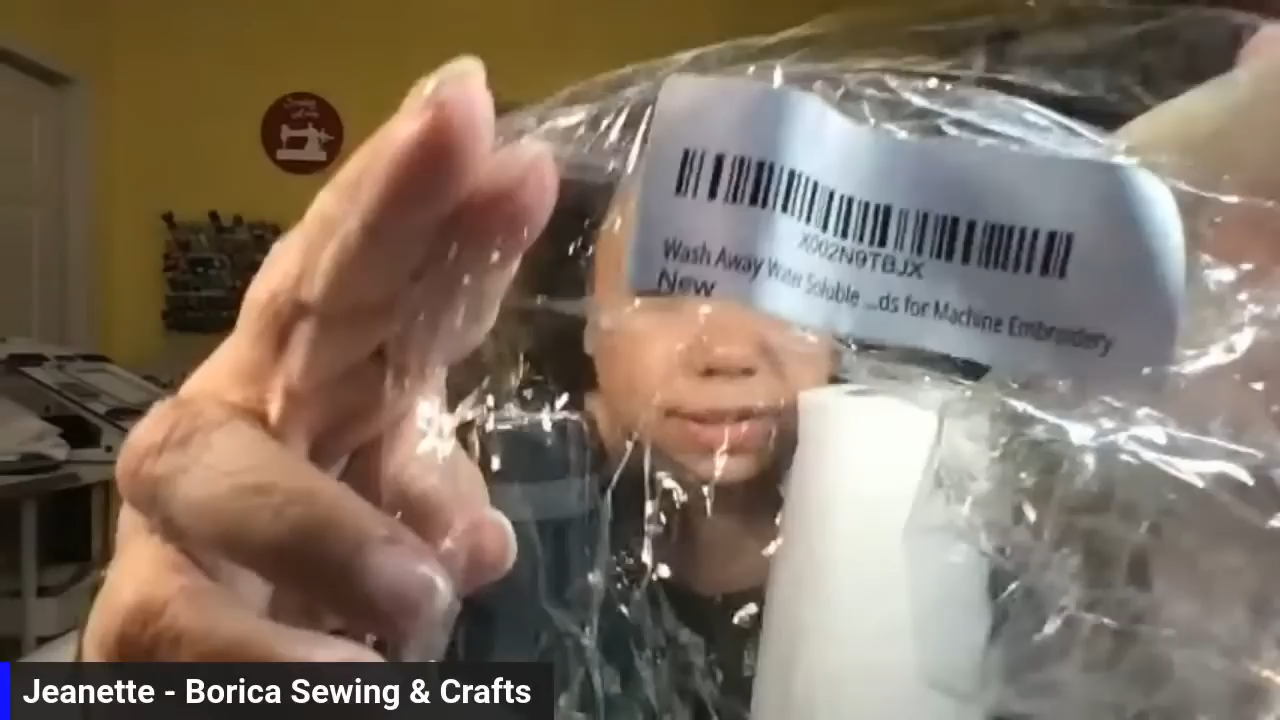 X002N9TBJX
Wash Away Water Soluble ...ds for Machine Embroidery
New
Jeanette - Borica Sewing & Crafts